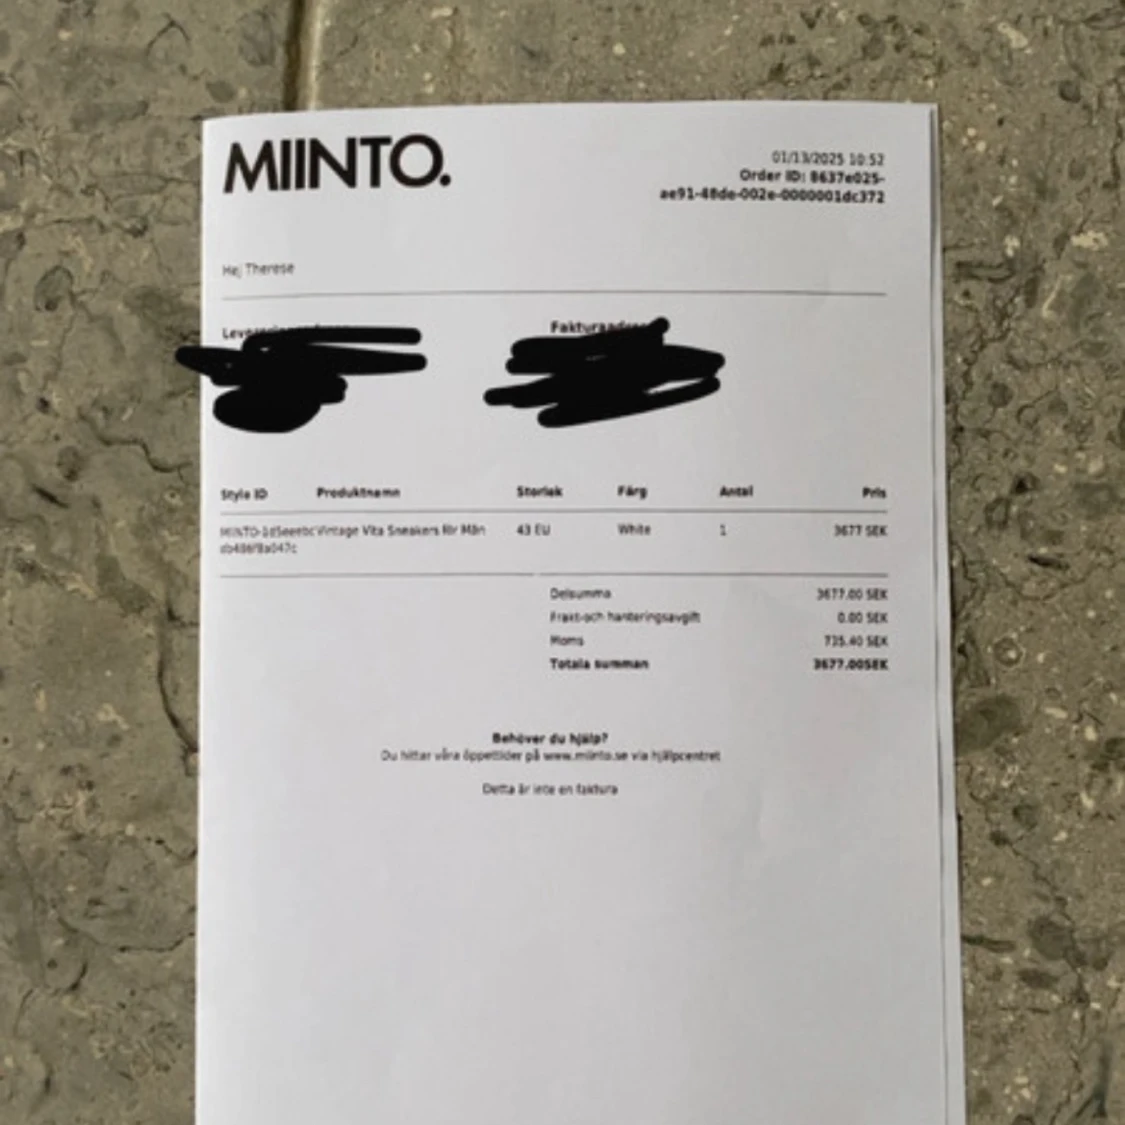 MIINTO.
01/13/2025 10:52
Order ID: 8637e025-
ae91-48de-002e-0000001dc372
Hej Therese
Fakturaadress
Style ID Produktnamn Storlek Färg Antal Pris
Vintage Vita Sneakers för Män 43 EU White 1 3677 SEK
Delsumma 3677.00 SEK
Frakt-och hanteringsavgift 0.00 SEK
Moms 735.40 SEK
Totala summan 3677.00SEK
Behöver du hjälp?
Du hittar våra öppettider på www.miinto.se via hjälpcentret
Detta är inte en faktura